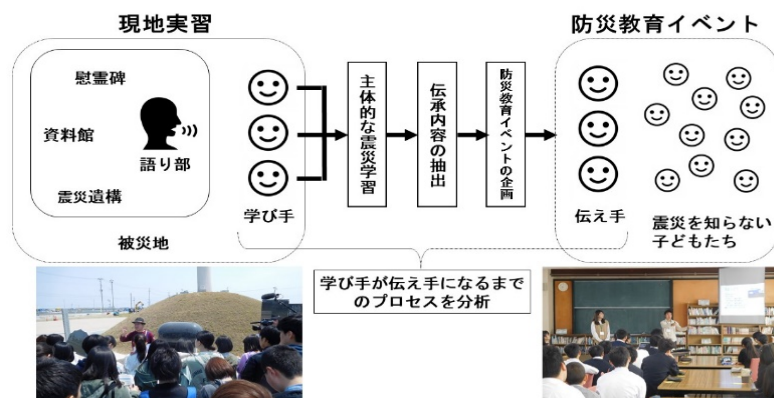 現地実習
防災教育イベント
慰霊碑
資料館
語り部
震災遺構
被災地
学び手
主体的な震災学習
伝承内容の抽出
防災教育イベントの企画
伝え手
震災を知らない
子どもたち
学び手が伝え手になるまで
のプロセスを分析